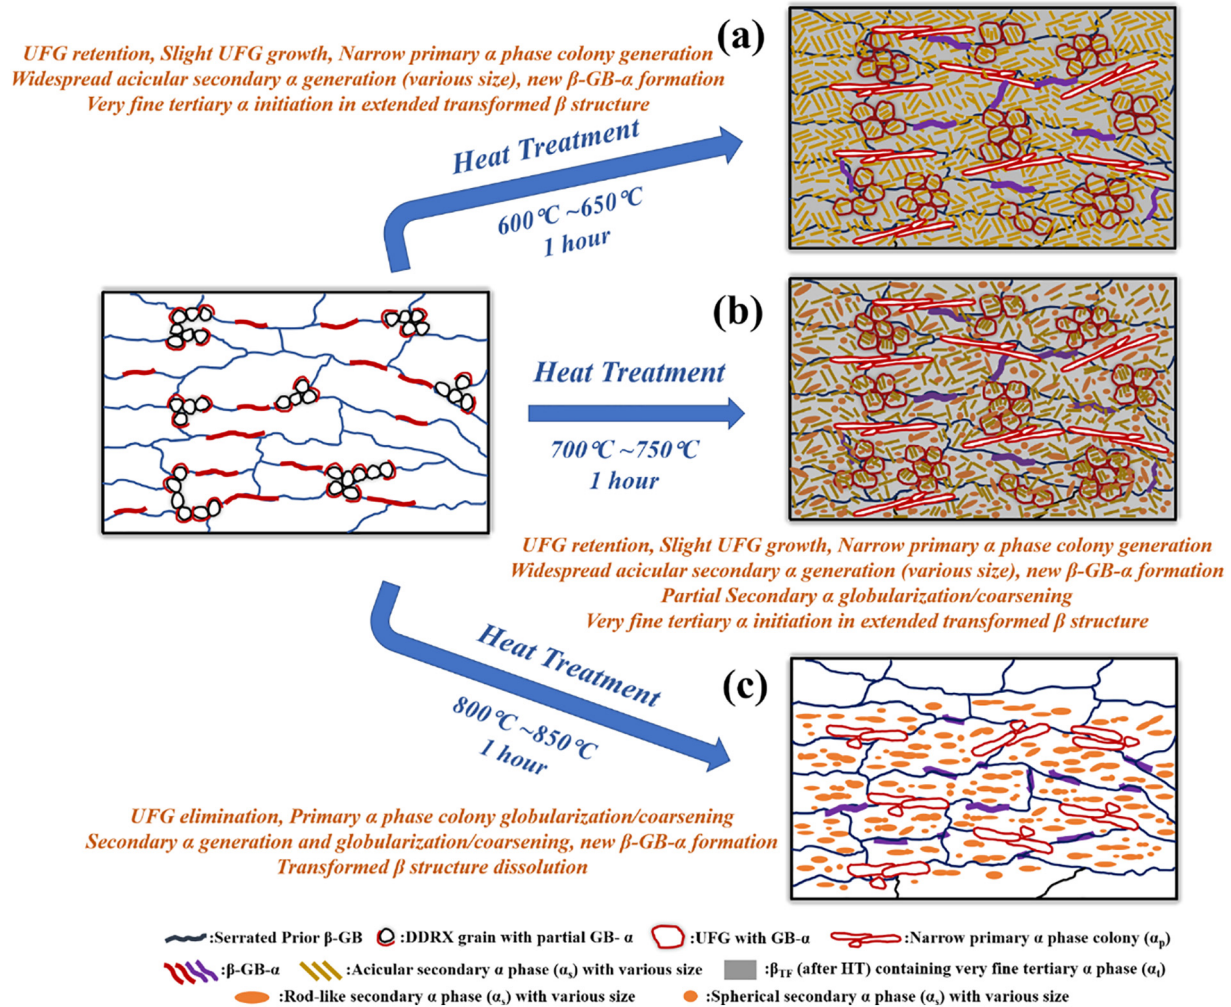 UFG retention, Slight UFG growth, Narrow primary α phase colony generation
Widespread acicular secondary α generation (various size), new β-GB-α formation
Very fine tertiary α initiation in extended transformed β structure
(a)
Heat Treatment
600℃ ~650℃
1 hour
(b)
Heat Treatment
700℃ ~750℃
1 hour
UFG retention, Slight UFG growth, Narrow primary α phase colony generation
Widespread acicular secondary α generation (various size), new β-GB-α formation
Partial Secondary α globularization/coarsening
Very fine tertiary α initiation in extended transformed β structure
(c)
Heat Treatment
800℃ ~850℃
1 hour
UFG elimination, Primary α phase colony globularization/coarsening
Secondary α generation and globularization/coarsening, new β-GB-α formation
Transformed β structure dissolution
:Serrated Prior β-GB :DDRX grain with partial GB- α :UFG with GB-α :Narrow primary α phase colony (αp)
:β-GB-α :Acicular secondary α phase (αs) with various size :βTF (after HT) containing very fine tertiary α phase (αt)
:Rod-like secondary α phase (αs) with various size :Spherical secondary α phase (αs) with various size